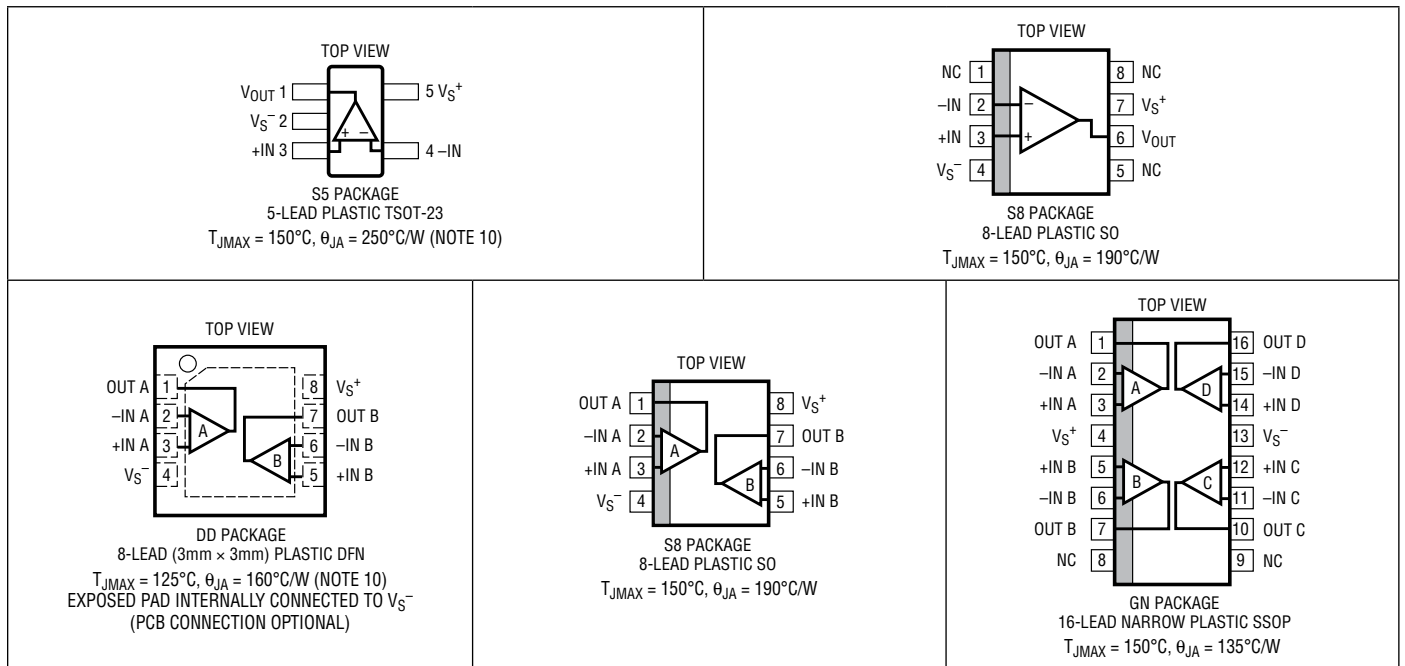 TOP VIEW
V_OUT 1
V_S^– 2
+IN 3
5 V_S^+
4 –IN
+ –
S5 PACKAGE
5-LEAD PLASTIC TSOT-23
T_JMAX = 150°C, θ_JA = 250°C/W (NOTE 10)
TOP VIEW
NC 1
–IN 2
+IN 3
V_S^– 4
–
+
8 NC
7 V_S^+
6 V_OUT
5 NC
S8 PACKAGE
8-LEAD PLASTIC SO
T_JMAX = 150°C, θ_JA = 190°C/W
TOP VIEW
OUT A 1
–IN A 2
+IN A 3
V_S^– 4
A
B
8 V_S^+
7 OUT B
6 –IN B
5 +IN B
DD PACKAGE
8-LEAD (3mm × 3mm) PLASTIC DFN
T_JMAX = 125°C, θ_JA = 160°C/W (NOTE 10)
EXPOSED PAD INTERNALLY CONNECTED TO V_S^–
(PCB CONNECTION OPTIONAL)
TOP VIEW
OUT A 1
–IN A 2
+IN A 3
V_S^– 4
A
B
8 V_S^+
7 OUT B
6 –IN B
5 +IN B
S8 PACKAGE
8-LEAD PLASTIC SO
T_JMAX = 150°C, θ_JA = 190°C/W
TOP VIEW
OUT A 1
–IN A 2
+IN A 3
V_S^+ 4
+IN B 5
–IN B 6
OUT B 7
NC 8
A
D
B
C
16 OUT D
15 –IN D
14 +IN D
13 V_S^–
12 +IN C
11 –IN C
10 OUT C
9 NC
GN PACKAGE
16-LEAD NARROW PLASTIC SSOP
T_JMAX = 150°C, θ_JA = 135°C/W